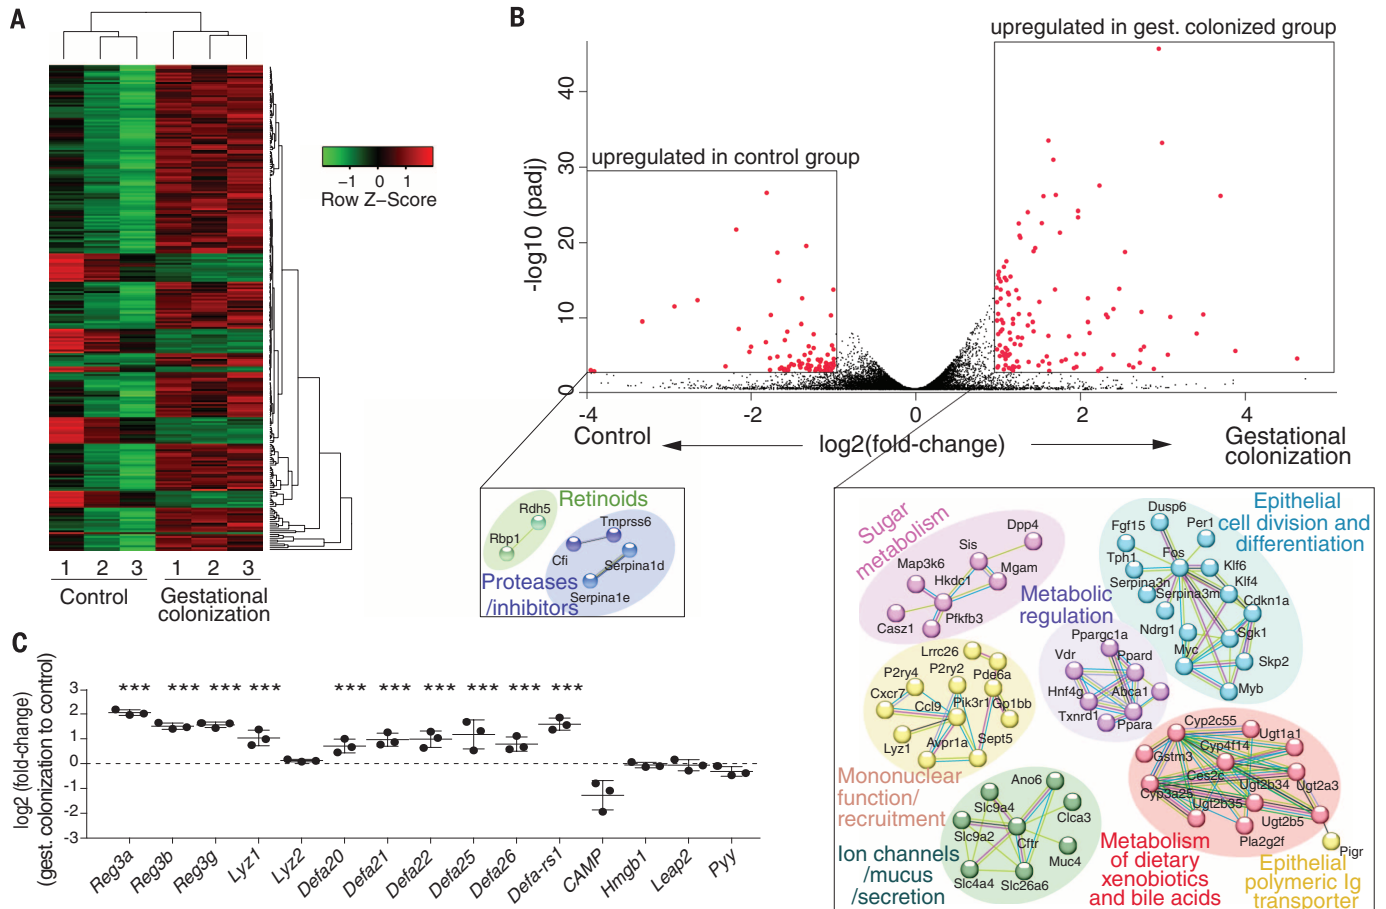 A
−1 0 1
Row Z−Score
1 2 3 1 2 3
Control
Gestational
colonization
B
upregulated in gest. colonized group
upregulated in control group
-log10 (padj)
40
30
20
10
0
-4 -2 0 2 4
Control
log2(fold-change)
Gestational
colonization
Retinoids
Rdh5
Rbp1
Tmprss6
Cfi
Serpina1d
Serpina1e
Proteases
/inhibitors
Sugar
metabolism
Dpp4
Sis
Map3k6
Hkdc1
Mgam
Casz1
Pfkfb3
Epithelial
cell division and
differentiation
Dusp6
Fgf15
Per1
Tph1
Fos
Klf6
Serpina3n
Klf4
Serpina3m
Cdkn1a
Ndrg1
Sgk1
Myc
Skp2
Myb
Metabolic
regulation
Ppargc1a
Vdr
Ppard
Hnf4g
Abca1
Txnrd1
Ppara
Lrrc26
P2ry4
P2ry2
Pde6a
Cxcr7
Ccl9
Pik3r1
Gp1bb
Lyz1
Avpr1a
Sept5
Mononuclear
function/
recruitment
Cyp2c55
Ugt1a1
Cyp4f14
Gstm3
Ces2c
Ugt2b34
Ugt2a3
Cyp3a25
Ugt2b35
Ugt2b5
Pla2g2f
Pigr
Metabolism
of dietary
xenobiotics
and bile acids
Epithelial
polymeric Ig
transporter
Ano6
Slc9a4
Clca3
Slc9a2
Cftr
Muc4
Slc4a4
Slc26a6
Ion channels
/mucus
/secretion
C
log2 (fold-change)
(gest. colonization to control)
3
2
1
0
-1
-2
-3
*** *** *** *** *** *** *** *** *** ***
Reg3a Reg3b Reg3g Lyz1 Lyz2 Defa20 Defa21 Defa22 Defa25 Defa26 Defa-rs1 CAMP Hmgb1 Leap2 Pyy